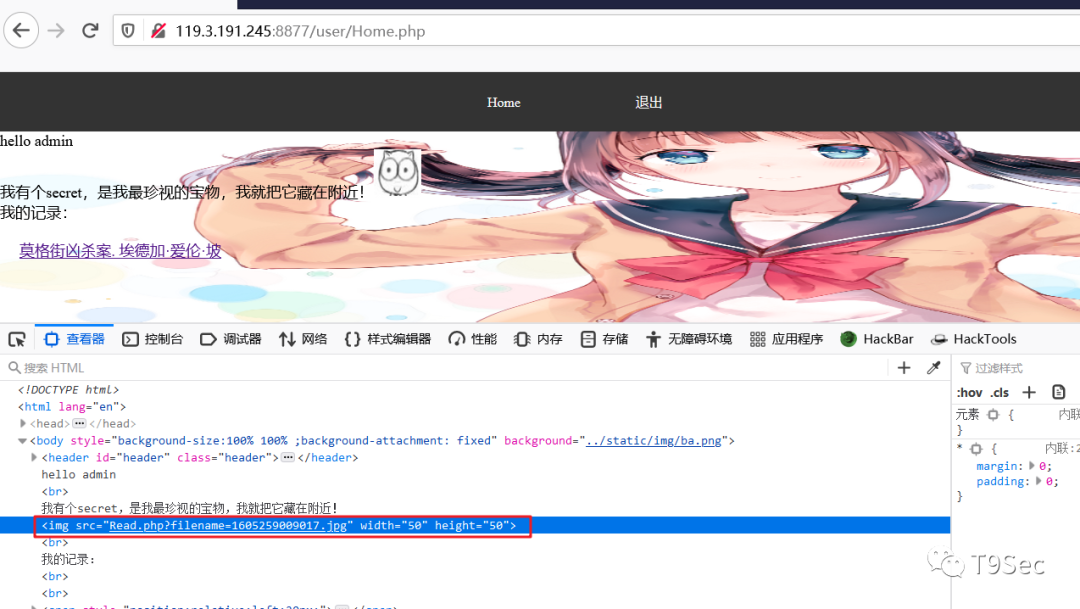 119.3.191.245:8877/user/Home.php
Home 退出
hello admin
我有个secret，是我最珍视的宝物，我就把它藏在附近！
我的记录：
莫格街凶杀案. 埃德加·爱伦·坡
查看器 控制台 调试器 网络 样式编辑器 性能 内存 存储 无障碍环境 应用程序 HackBar HackTools
搜索 HTML
过滤样式
<!DOCTYPE html>
:hov .cls
<html lang="en">
<head> ... </head>
元素 { 内联
<body style="background-size:100% 100% ;background-attachment: fixed" background="../static/img/ba.png">
}
<header id="header" class="header"> ... </header>
* { 内联:2
hello admin
margin: 0;
<br>
padding: 0;
我有个secret，是我最珍视的宝物，我就把它藏在附近！
}
<img src="Read.php?filename=1605259009017.jpg" width="50" height="50">
<br>
我的记录：
<br>
<br>
T9Sec